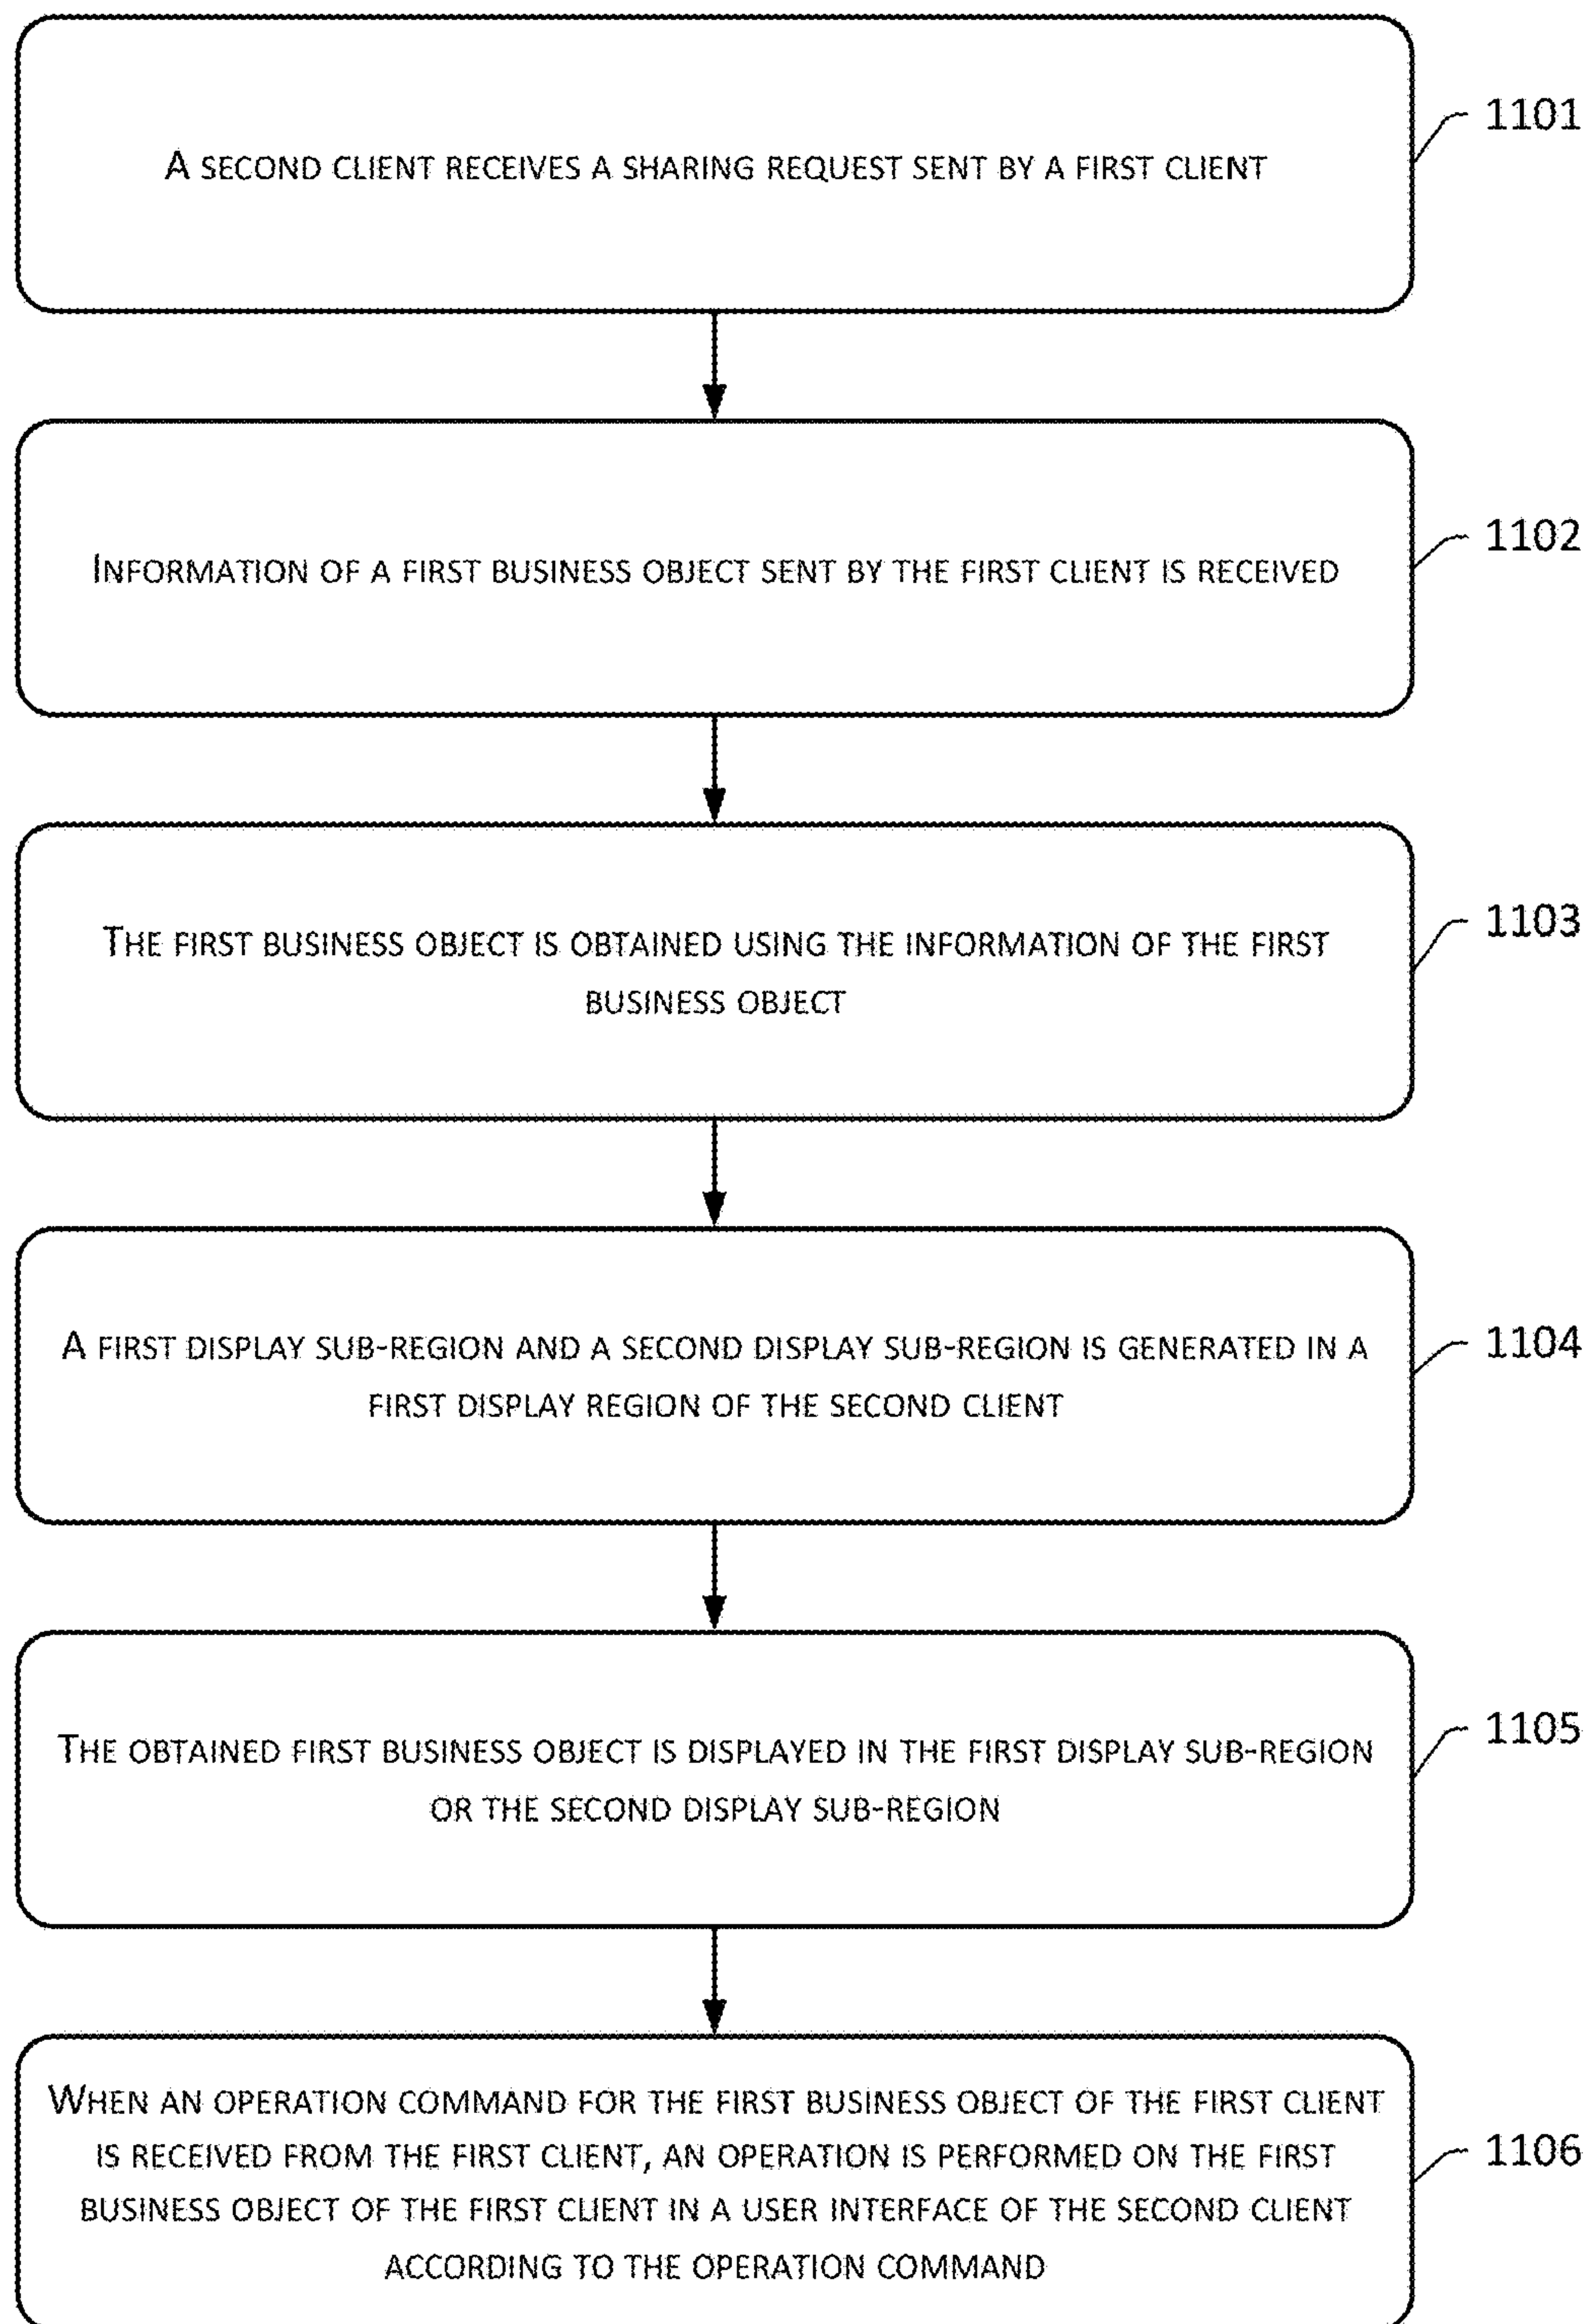 A SECOND CLIENT RECEIVES A SHARING REQUEST SENT BY A FIRST CLIENT
1101
INFORMATION OF A FIRST BUSINESS OBJECT SENT BY THE FIRST CLIENT IS RECEIVED
1102
THE FIRST BUSINESS OBJECT IS OBTAINED USING THE INFORMATION OF THE FIRST
BUSINESS OBJECT
1103
A FIRST DISPLAY SUB-REGION AND A SECOND DISPLAY SUB-REGION IS GENERATED IN A
FIRST DISPLAY REGION OF THE SECOND CLIENT
1104
THE OBTAINED FIRST BUSINESS OBJECT IS DISPLAYED IN THE FIRST DISPLAY SUB-REGION
OR THE SECOND DISPLAY SUB-REGION
1105
WHEN AN OPERATION COMMAND FOR THE FIRST BUSINESS OBJECT OF THE FIRST CLIENT
IS RECEIVED FROM THE FIRST CLIENT, AN OPERATION IS PERFORMED ON THE FIRST
BUSINESS OBJECT OF THE FIRST CLIENT IN A USER INTERFACE OF THE SECOND CLIENT
ACCORDING TO THE OPERATION COMMAND
1106